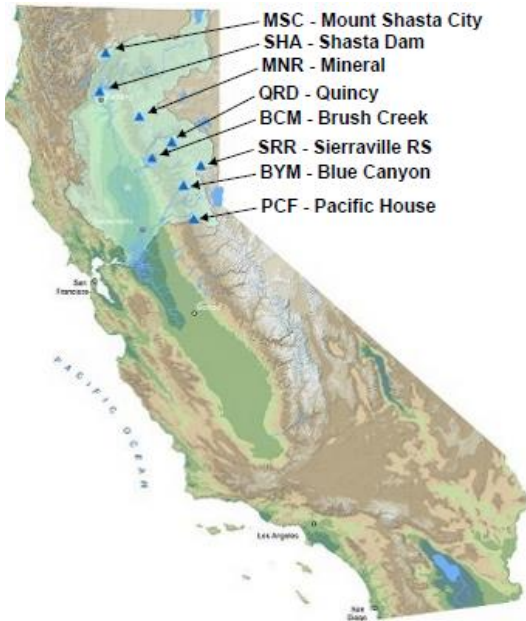 MSC - Mount Shasta City
SHA - Shasta Dam
MNR - Mineral
QRD - Quincy
BCM - Brush Creek
SRR - Sierraville RS
BYM - Blue Canyon
PCF - Pacific House
San
Francisco
PACIFIC OCEAN
Los Angeles
San
Diego